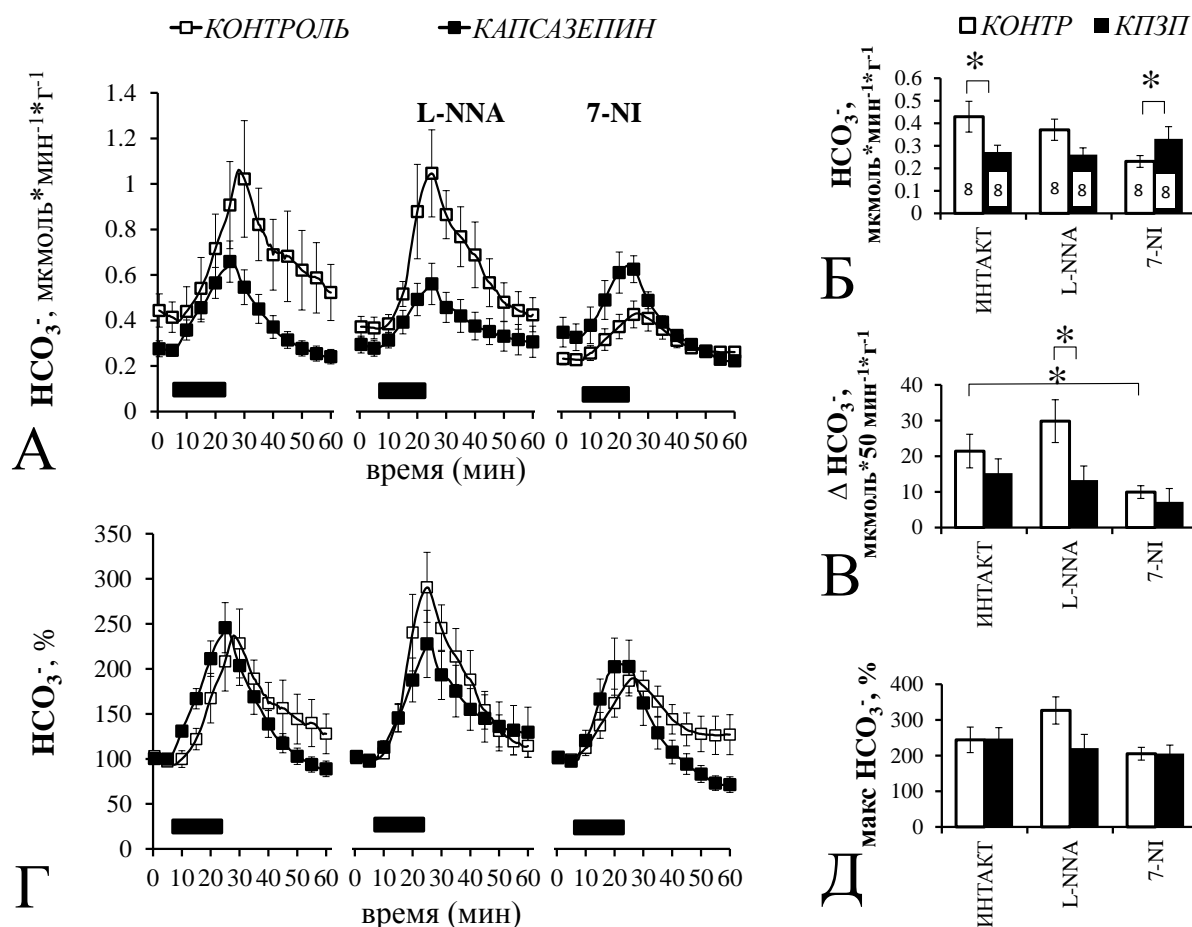 КОНТРОЛЬ КАПСАЗЕПИН
А
HCO₃⁻, мкмоль*мин⁻¹*г⁻¹
1.4
1.2
1
0.8
0.6
0.4
0.2
0
L-NNA 7-NI
0 10 20 30 40 50 60 0 10 20 30 40 50 60 0 10 20 30 40 50 60
время (мин)
Г
HCO₃⁻, %
350
300
250
200
150
100
50
0
0 10 20 30 40 50 60 0 10 20 30 40 50 60 0 10 20 30 40 50 60
время (мин)
КОНТР КПЗП
Б
HCO₃⁻,
мкмоль*мин⁻¹*г⁻¹
0.6
0.5
0.4
0.3
0.2
0.1
0
* *
8 8 8 8 8 8
ИНТАКТ L-NNA 7-NI
В
Δ HCO₃⁻,
мкмоль*50 мин⁻¹*г⁻¹
40
30
20
10
0
*
*
ИНТАКТ L-NNA 7-NI
Д
макс HCO₃⁻, %
400
300
200
100
0
ИНТАКТ L-NNA 7-NI